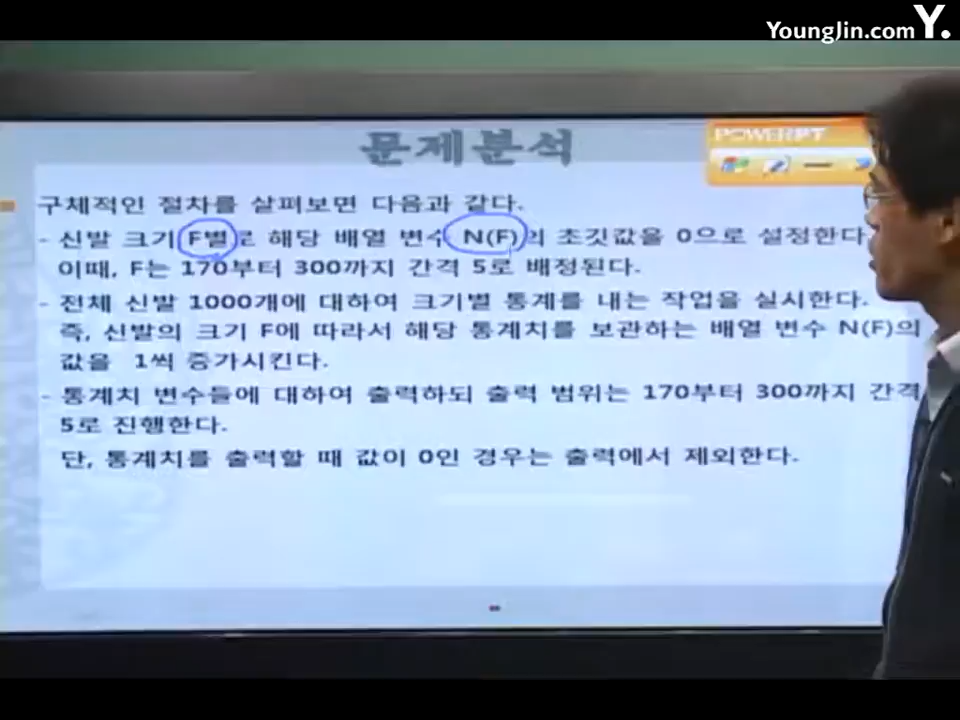 YoungJin.com Y.
문제분석
POWERPT
구체적인 절차를 살펴보면 다음과 같다.
- 신발 크기 F별로 해당 배열 변수 N(F)의 초깃값을 0으로 설정한다
이때, F는 170부터 300까지 간격 5로 배정된다.
- 전체 신발 1000개에 대하여 크기별 통계를 내는 작업을 실시한다.
즉, 신발의 크기 F에 따라서 해당 통계치를 보관하는 배열 변수 N(F)의
값을 1씩 증가시킨다.
- 통계치 변수들에 대하여 출력하되 출력 범위는 170부터 300까지 간격
5로 진행한다.
단, 통계치를 출력할 때 값이 0인 경우는 출력에서 제외한다.